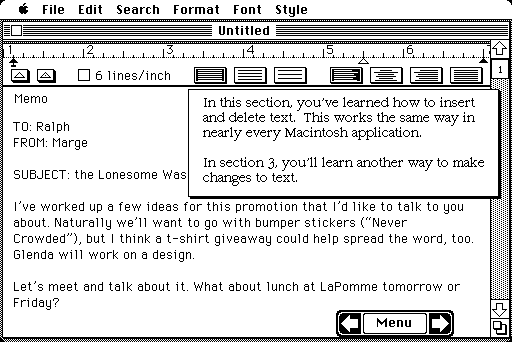 File Edit Search Format Font Style
Untitled
1 2 3 4 5 6 7
6 lines/inch
1
Memo
In this section, you've learned how to insert
and delete text. This works the same way in
nearly every Macintosh application.
In section 3, you'll learn another way to make
changes to text.
TO: Ralph
FROM: Marge
SUBJECT: the Lonesome Was
I've worked up a few ideas for this promotion that I'd like to talk to you
about. Naturally we'll want to go with bumper stickers (“Never
Crowded”), but I think a t-shirt giveaway could help spread the word, too.
Glenda will work on a design.
Let's meet and talk about it. What about lunch at LaPomme tomorrow or
Friday?
Menu